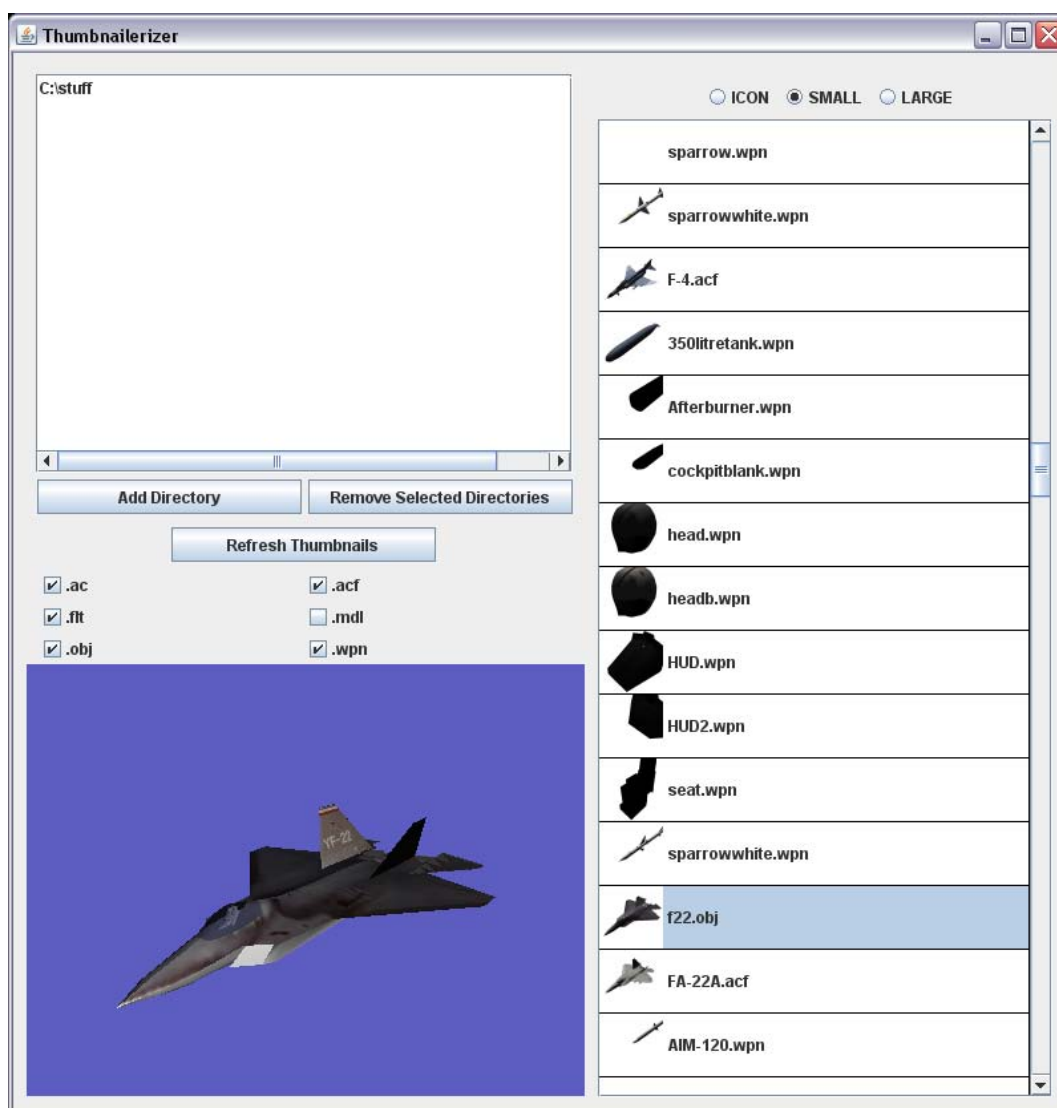 Thumbnailerizer
C:\stuff
Add Directory
Remove Selected Directories
Refresh Thumbnails
.ac
.acf
.flt
.mdl
.obj
.wpn
YF-22
ICON
SMALL
LARGE
sparrow.wpn
sparrowwhite.wpn
F-4.acf
350litretank.wpn
Afterburner.wpn
cockpitblank.wpn
head.wpn
headb.wpn
HUD.wpn
HUD2.wpn
seat.wpn
sparrowwhite.wpn
f22.obj
FA-22A.acf
AIM-120.wpn